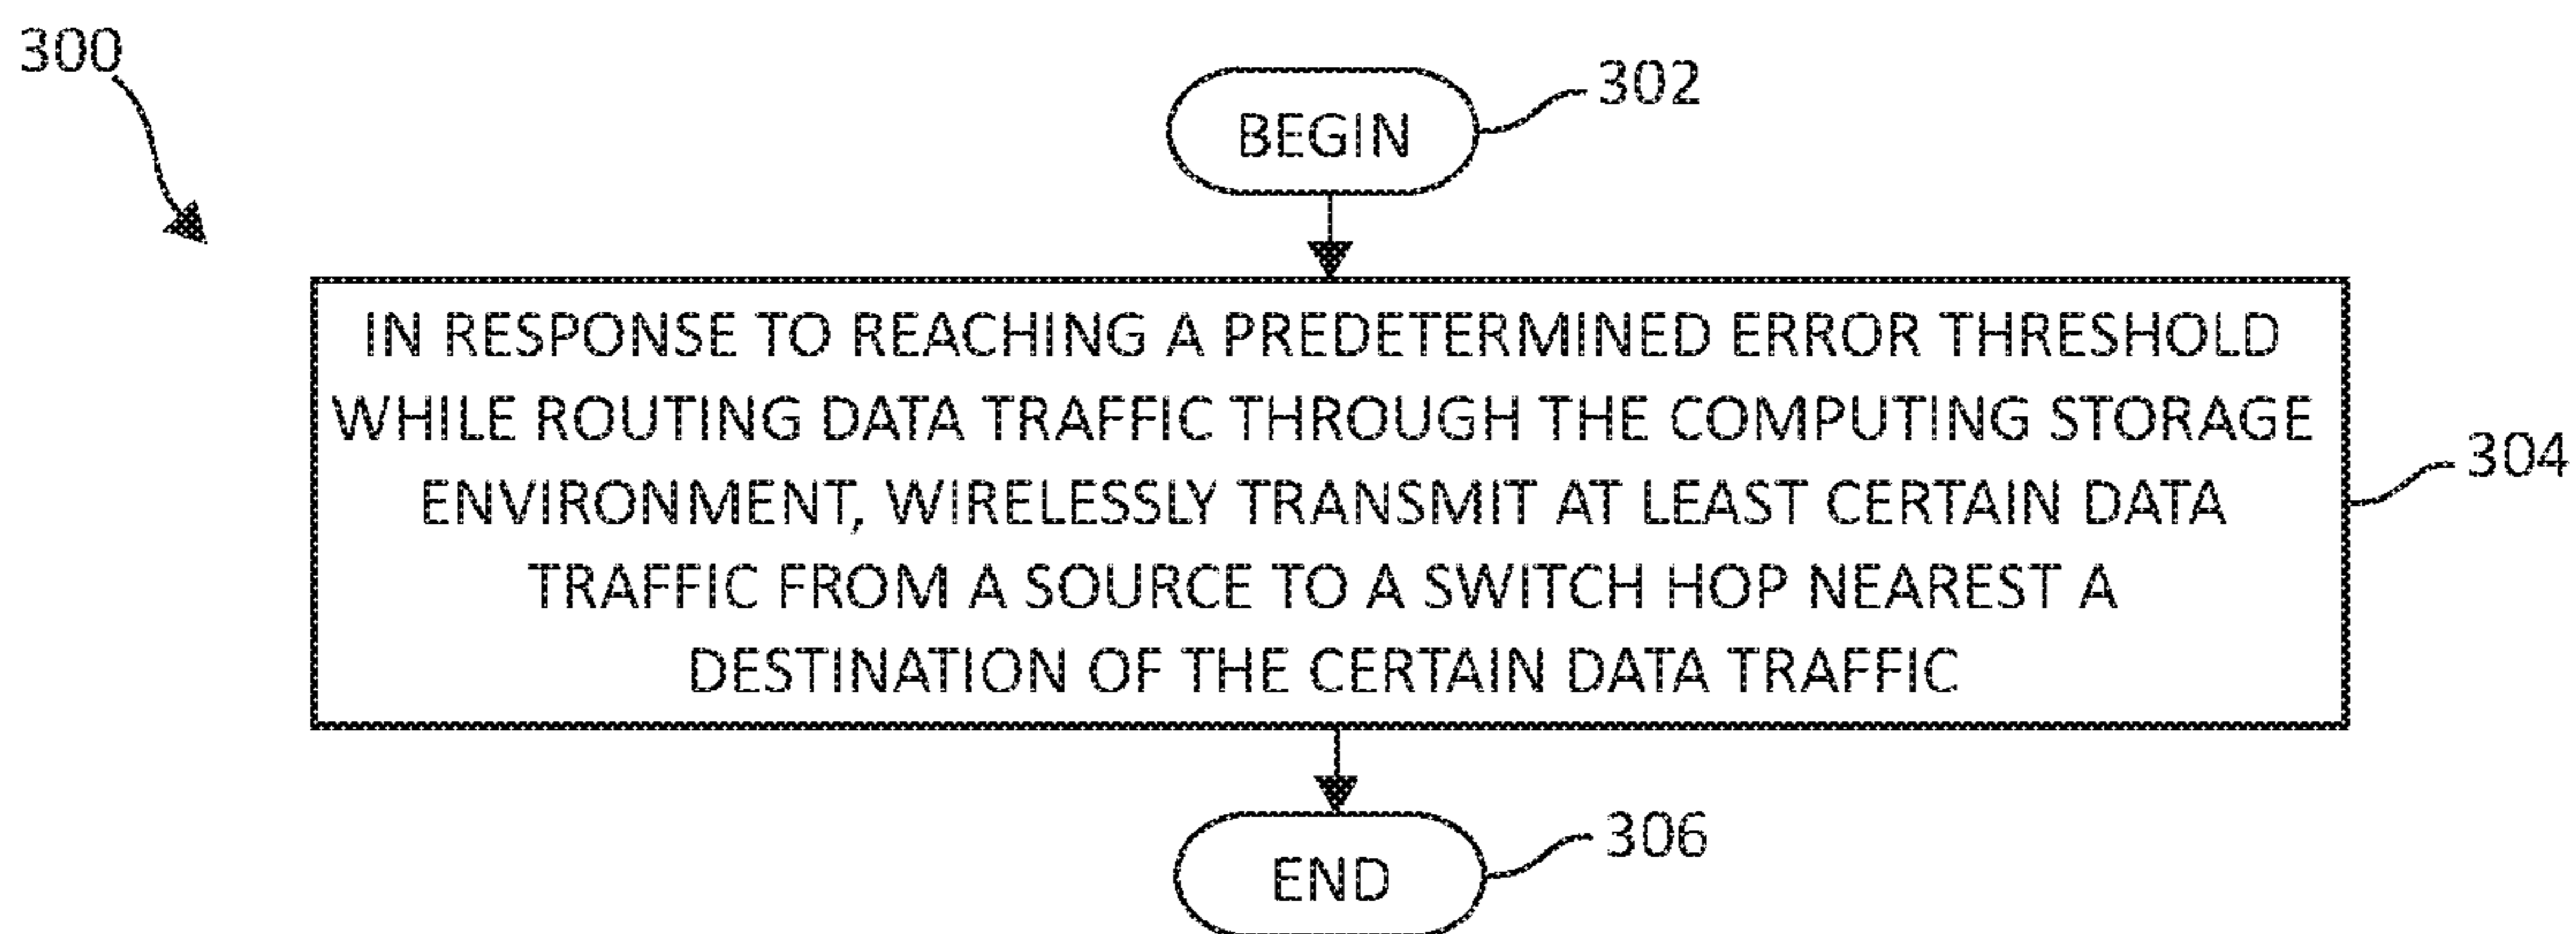 300
302
BEGIN
IN RESPONSE TO REACHING A PREDETERMINED ERROR THRESHOLD
WHILE ROUTING DATA TRAFFIC THROUGH THE COMPUTING STORAGE
ENVIRONMENT, WIRELESSLY TRANSMIT AT LEAST CERTAIN DATA
TRAFFIC FROM A SOURCE TO A SWITCH HOP NEAREST A
DESTINATION OF THE CERTAIN DATA TRAFFIC
304
306
END